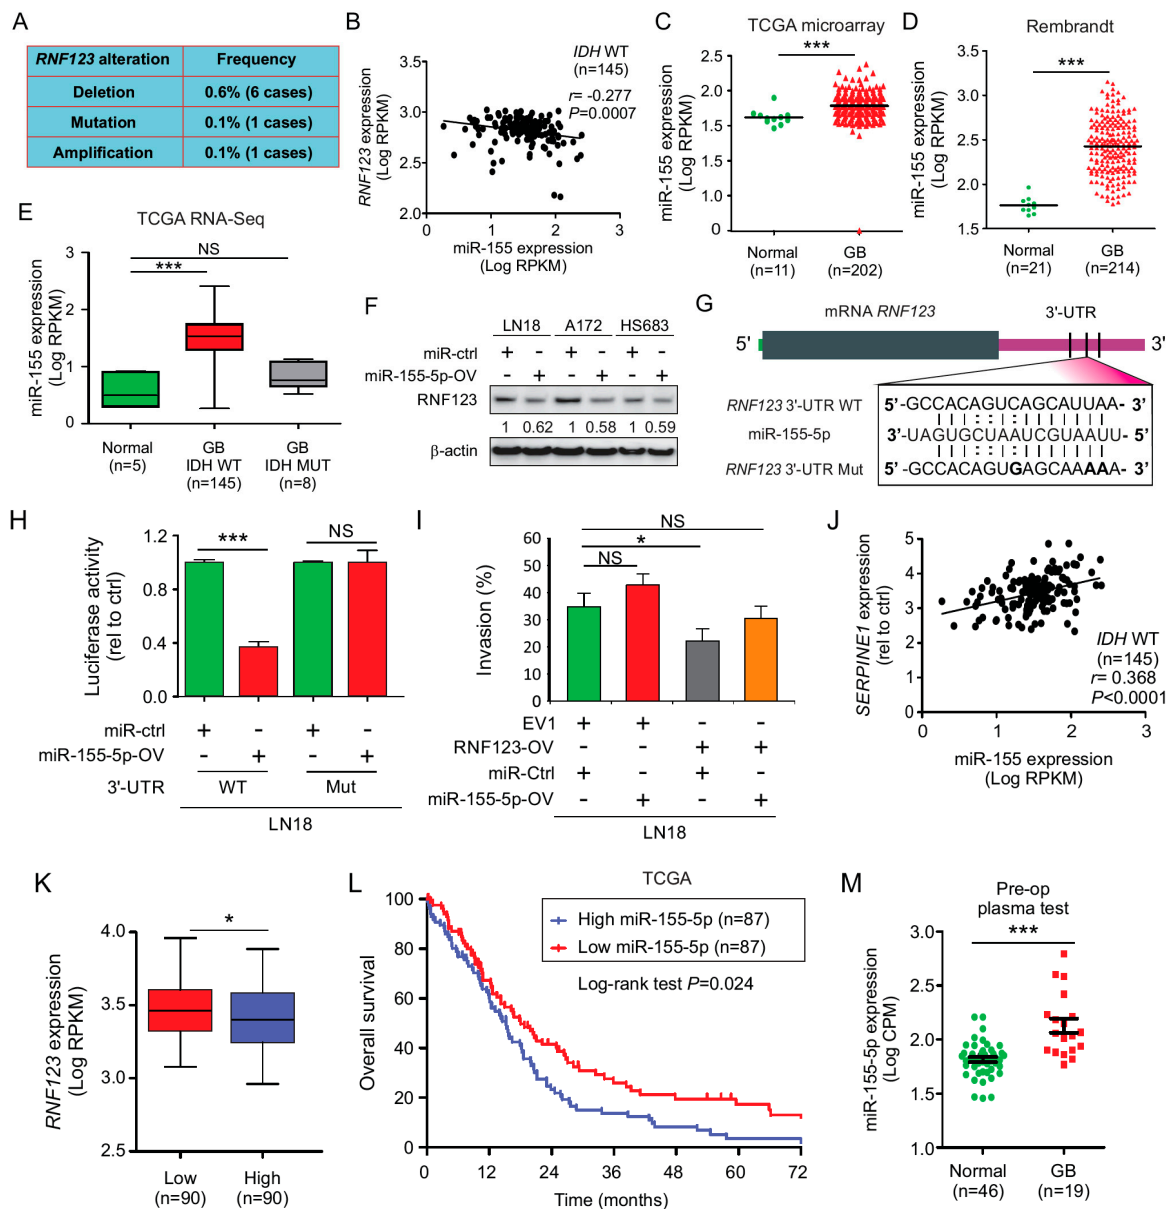 A
RNF123 alteration Frequency
Deletion 0.6% (6 cases)
Mutation 0.1% (1 cases)
Amplification 0.1% (1 cases)
B
RNF123 expression
(Log RPKM)
4.0
3.5
3.0
2.5
2.0
IDH WT
(n=145)
r= -0.277
P=0.0007
0 1 2 3
miR-155 expression
(Log RPKM)
C
TCGA microarray
***
miR-155 expression
(Log RPKM)
2.5
2.0
1.5
2.5
1.0
0
Normal
(n=11)
GB
(n=202)
D
Rembrandt
***
miR-155 expression
(Log RPKM)
3.5
3.0
2.5
2.0
1.5
Normal
(n=21)
GB
(n=214)
E
TCGA RNA-Seq
NS
***
miR-155 expression
(Log RPKM)
3
2
1
0
Normal
(n=5)
GB
IDH WT
(n=145)
GB
IDH MUT
(n=8)
F
LN18 A172 HS683
miR-ctrl + - + - + -
miR-155-5p-OV - + - + - +
RNF123
1 0.62 1 0.58 1 0.59
β-actin
G
mRNA RNF123 3'-UTR
5' 3'
RNF123 3'-UTR WT 5'-GCCACAGUCAGCAUUAA- 3'
miR-155-5p 3'-UAGUGCUAAUCGUAAUU- 5'
RNF123 3'-UTR Mut 5'-GCCACAGUGAGCAAAAA- 3'
H
Luciferase activity
(rel to ctrl)
1.2
0.8
0.4
0.0
***
NS
miR-ctrl + - + -
miR-155-5p-OV - + - +
3'-UTR WT Mut
LN18
I
Invasion (%)
60
50
40
30
20
10
0
NS
*
NS
EV1 + + - -
RNF123-OV - - + +
miR-Ctrl + - + -
miR-155-5p-OV - + - +
LN18
J
SERPINE1 expression
(rel to ctrl)
5
4
3
2
1
0
IDH WT
(n=145)
r= 0.368
P<0.0001
0 1 2 3
miR-155 expression
(Log RPKM)
K
RNF123 expression
(Log RPKM)
4.0
3.5
3.0
2.5
*
Low
(n=90)
High
(n=90)
L
TCGA
Overall survival
100
80
60
40
20
0
High miR-155-5p (n=87)
Low miR-155-5p (n=87)
Log-rank test P=0.024
0 12 24 36 48 60 72
Time (months)
M
Pre-op
plasma test
***
miR-155-5p expression
(Log CPM)
3.0
2.5
2.0
1.5
1.0
Normal
(n=46)
GB
(n=19)